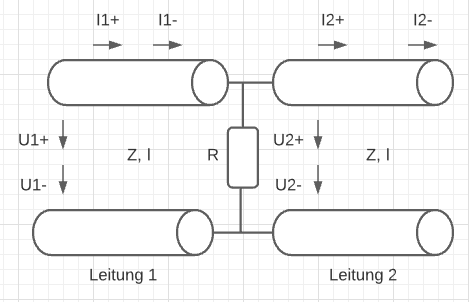 I1+ I1- I2+ I2-
U1+ Z, l R U2+ Z, l
U1- U2-
Leitung 1 Leitung 2